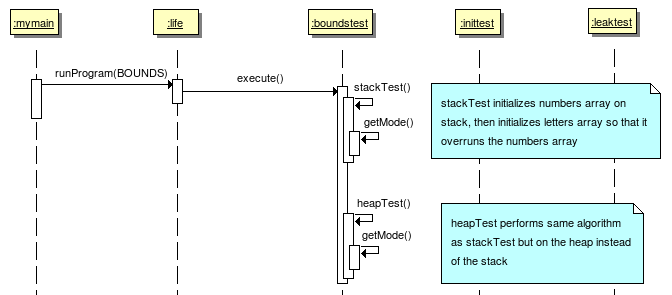 :mymain
:life
:boundstest
:inittest
:leaktest
runProgram(BOUNDS)
execute()
stackTest()
getMode()
stackTest initializes numbers array on
stack, then initializes letters array so that it
overruns the numbers array
heapTest()
getMode()
heapTest performs same algorithm
as stackTest but on the heap instead
of the stack